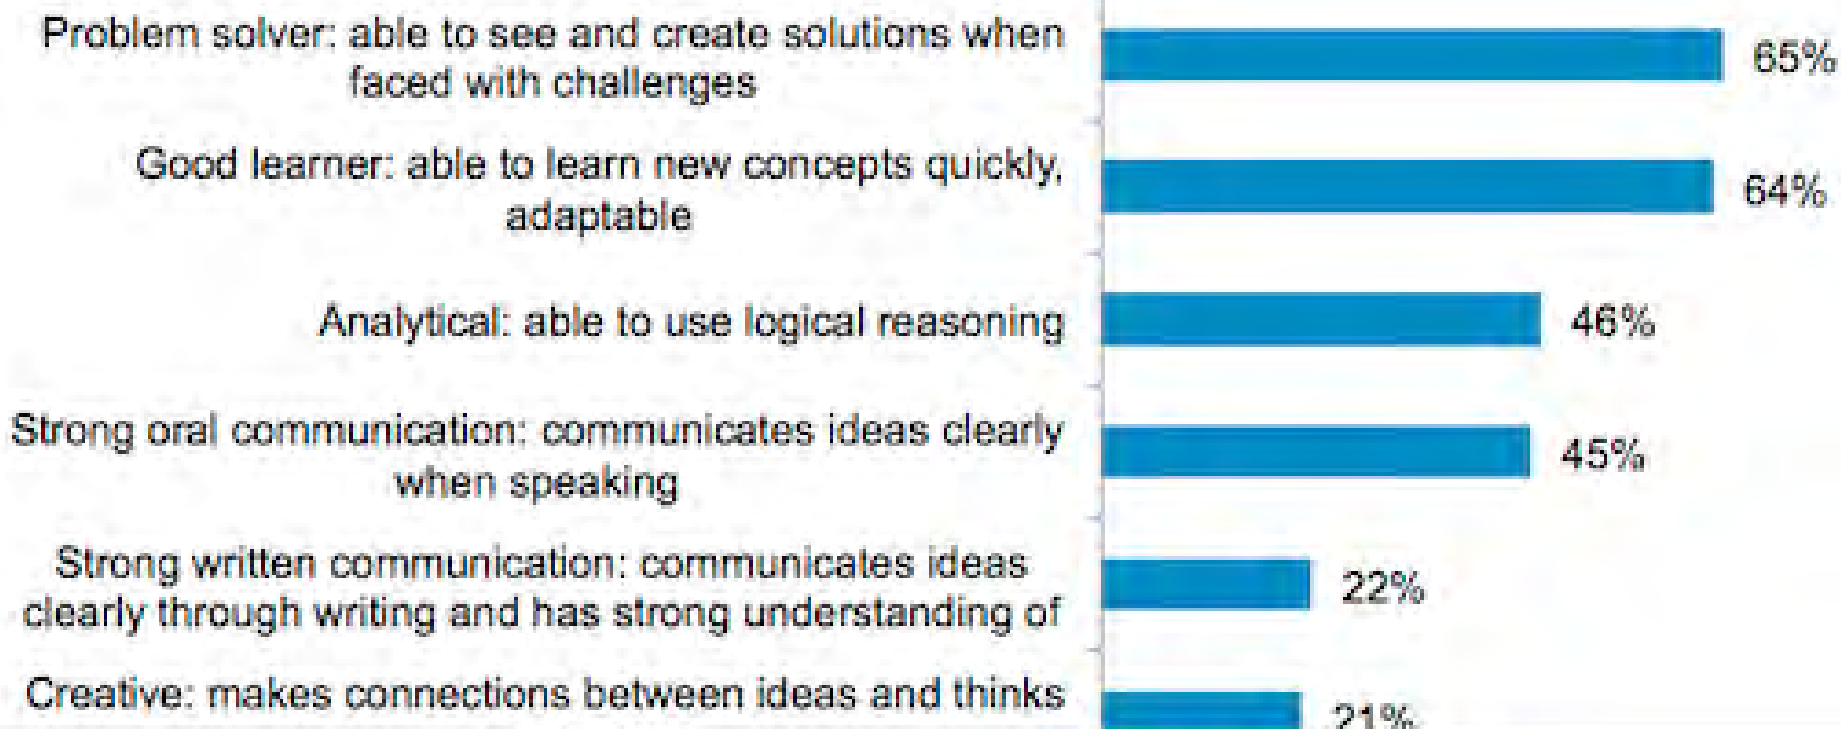 Problem solver: able to see and create solutions when
faced with challenges
65%
Good learner: able to learn new concepts quickly,
adaptable
64%
Analytical: able to use logical reasoning
46%
Strong oral communication: communicates ideas clearly
when speaking
45%
Strong written communication: communicates ideas
clearly through writing and has strong understanding of
22%
Creative: makes connections between ideas and thinks
21%